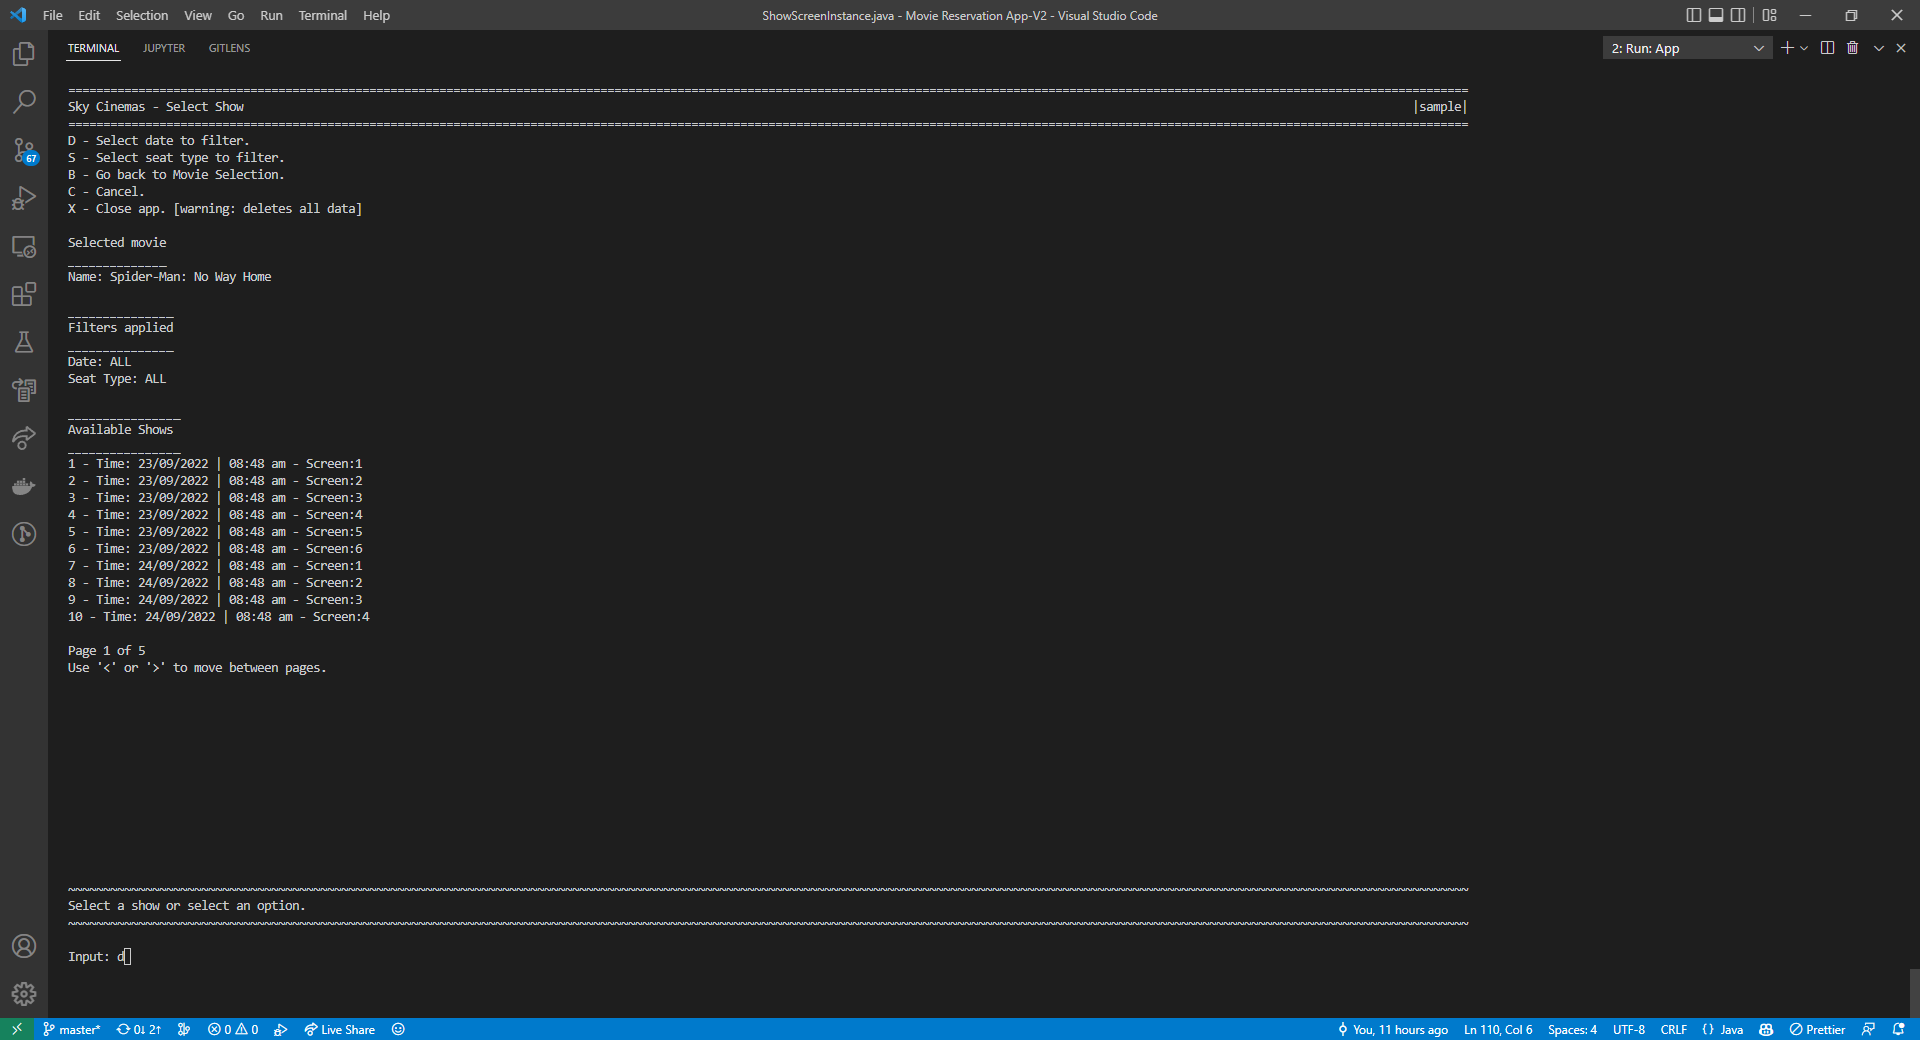 File Edit Selection View Go Run Terminal Help
ShowScreenInstance.java - Movie Reservation App-V2 - Visual Studio Code
TERMINAL JUPYTER GITLENS
2: Run: App
Sky Cinemas - Select Show |sample|
D - Select date to filter.
S - Select seat type to filter.
B - Go back to Movie Selection.
C - Cancel.
X - Close app. [warning: deletes all data]
Selected movie
______________
Name: Spider-Man: No Way Home
_______________
Filters applied
_______________
Date: ALL
Seat Type: ALL
________________
Available Shows
________________
1 - Time: 23/09/2022 | 08:48 am - Screen:1
2 - Time: 23/09/2022 | 08:48 am - Screen:2
3 - Time: 23/09/2022 | 08:48 am - Screen:3
4 - Time: 23/09/2022 | 08:48 am - Screen:4
5 - Time: 23/09/2022 | 08:48 am - Screen:5
6 - Time: 23/09/2022 | 08:48 am - Screen:6
7 - Time: 24/09/2022 | 08:48 am - Screen:1
8 - Time: 24/09/2022 | 08:48 am - Screen:2
9 - Time: 24/09/2022 | 08:48 am - Screen:3
10 - Time: 24/09/2022 | 08:48 am - Screen:4
Page 1 of 5
Use '<' or '>' to move between pages.
Select a show or select an option.
Input: d
67
master* 0↓ 2↑ 0 0 Live Share
You, 11 hours ago Ln 110, Col 6 Spaces: 4 UTF-8 CRLF {} Java Prettier